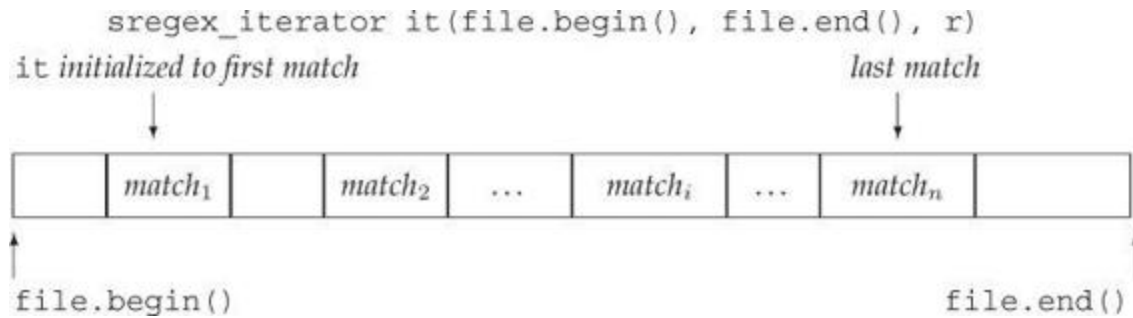 sregex_iterator it(file.begin(), file.end(), r)
it initialized to first match last match
match₁ match₂ ... matchᵢ ... matchₙ
file.begin() file.end()